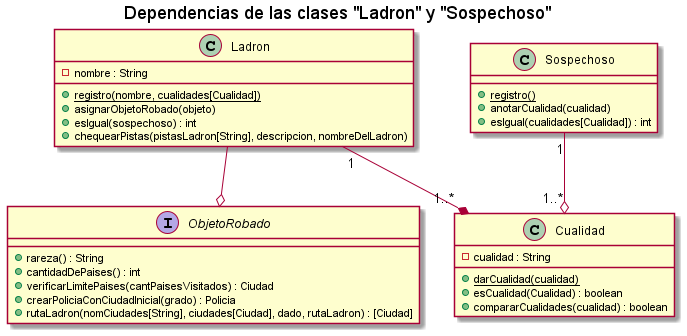 Dependencias de las clases "Ladron" y "Sospechoso"
C Ladron
nombre : String
registro(nombre, cualidades[Cualidad])
asignarObjetoRobado(objeto)
esIgual(sospechoso) : int
chequearPistas(pistasLadron[String], descripcion, nombreDelLadron)
C Sospechoso
registro()
anotarCualidad(cualidad)
esIgual(cualidades[Cualidad]) : int
1
1
1..*
1..*
I ObjetoRobado
rareza() : String
cantidadDePaises() : int
verificarLimitePaises(cantPaisesVisitados) : Ciudad
crearPoliciaConCiudadInicial(grado) : Policia
rutaLadron(nomCiudades[String], ciudades[Ciudad], dado, rutaLadron) : [Ciudad]
C Cualidad
cualidad : String
darCualidad(cualidad)
esCualidad(Cualidad) : boolean
compararCualidades(cualidad) : boolean